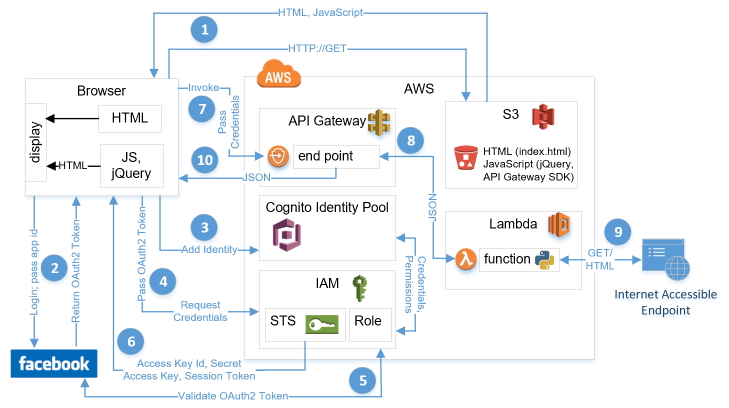 HTML, JavaScript
1
HTTP://GET
AWS
AWS
Browser
Invoke
7
Pass
Credentials
HTML
display
HTML
JS,
jQuery
API Gateway
end point
8
S3
HTML (index.html)
JavaScript (jQuery,
API Gateway SDK)
10
JSON
JSON
Cognito Identity Pool
Lambda
function
9
GET/
HTML
Internet Accessible
Endpoint
Login; pass app id
2
Return OAuth2 Token
Pass OAuth2 Token
3
Add Identity
4
Request
Credentials
Credentials,
Permissions
IAM
STS
Role
6
Access Key Id, Secret
Access Key, Session Token
5
facebook
Validate OAuth2 Token